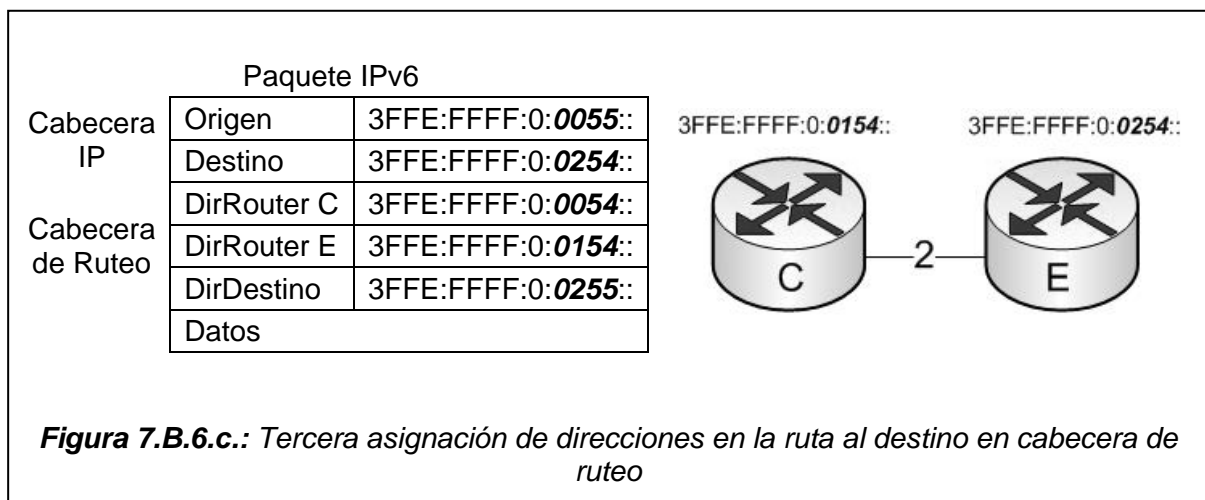 Paquete IPv6
Cabecera IP
Origen 3FFE:FFFF:0:0055::
Destino 3FFE:FFFF:0:0254::
Cabecera de Ruteo
DirRouter C 3FFE:FFFF:0:0054::
DirRouter E 3FFE:FFFF:0:0154::
DirDestino 3FFE:FFFF:0:0255::
Datos
3FFE:FFFF:0:0154:: 3FFE:FFFF:0:0254::
C 2 E
Figura 7.B.6.c.: Tercera asignación de direcciones en la ruta al destino en cabecera de
ruteo